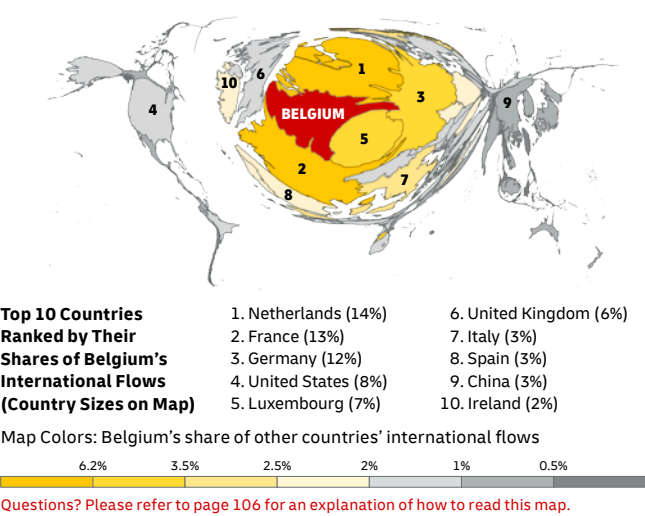 1
6
10
3
9
4
BELGIUM
5
2
7
8
Top 10 Countries
Ranked by Their
Shares of Belgium's
International Flows
(Country Sizes on Map)
1. Netherlands (14%)
2. France (13%)
3. Germany (12%)
4. United States (8%)
5. Luxembourg (7%)
6. United Kingdom (6%)
7. Italy (3%)
8. Spain (3%)
9. China (3%)
10. Ireland (2%)
Map Colors: Belgium's share of other countries' international flows
6.2% 3.5% 2.5% 2% 1% 0.5%
Questions? Please refer to page 106 for an explanation of how to read this map.